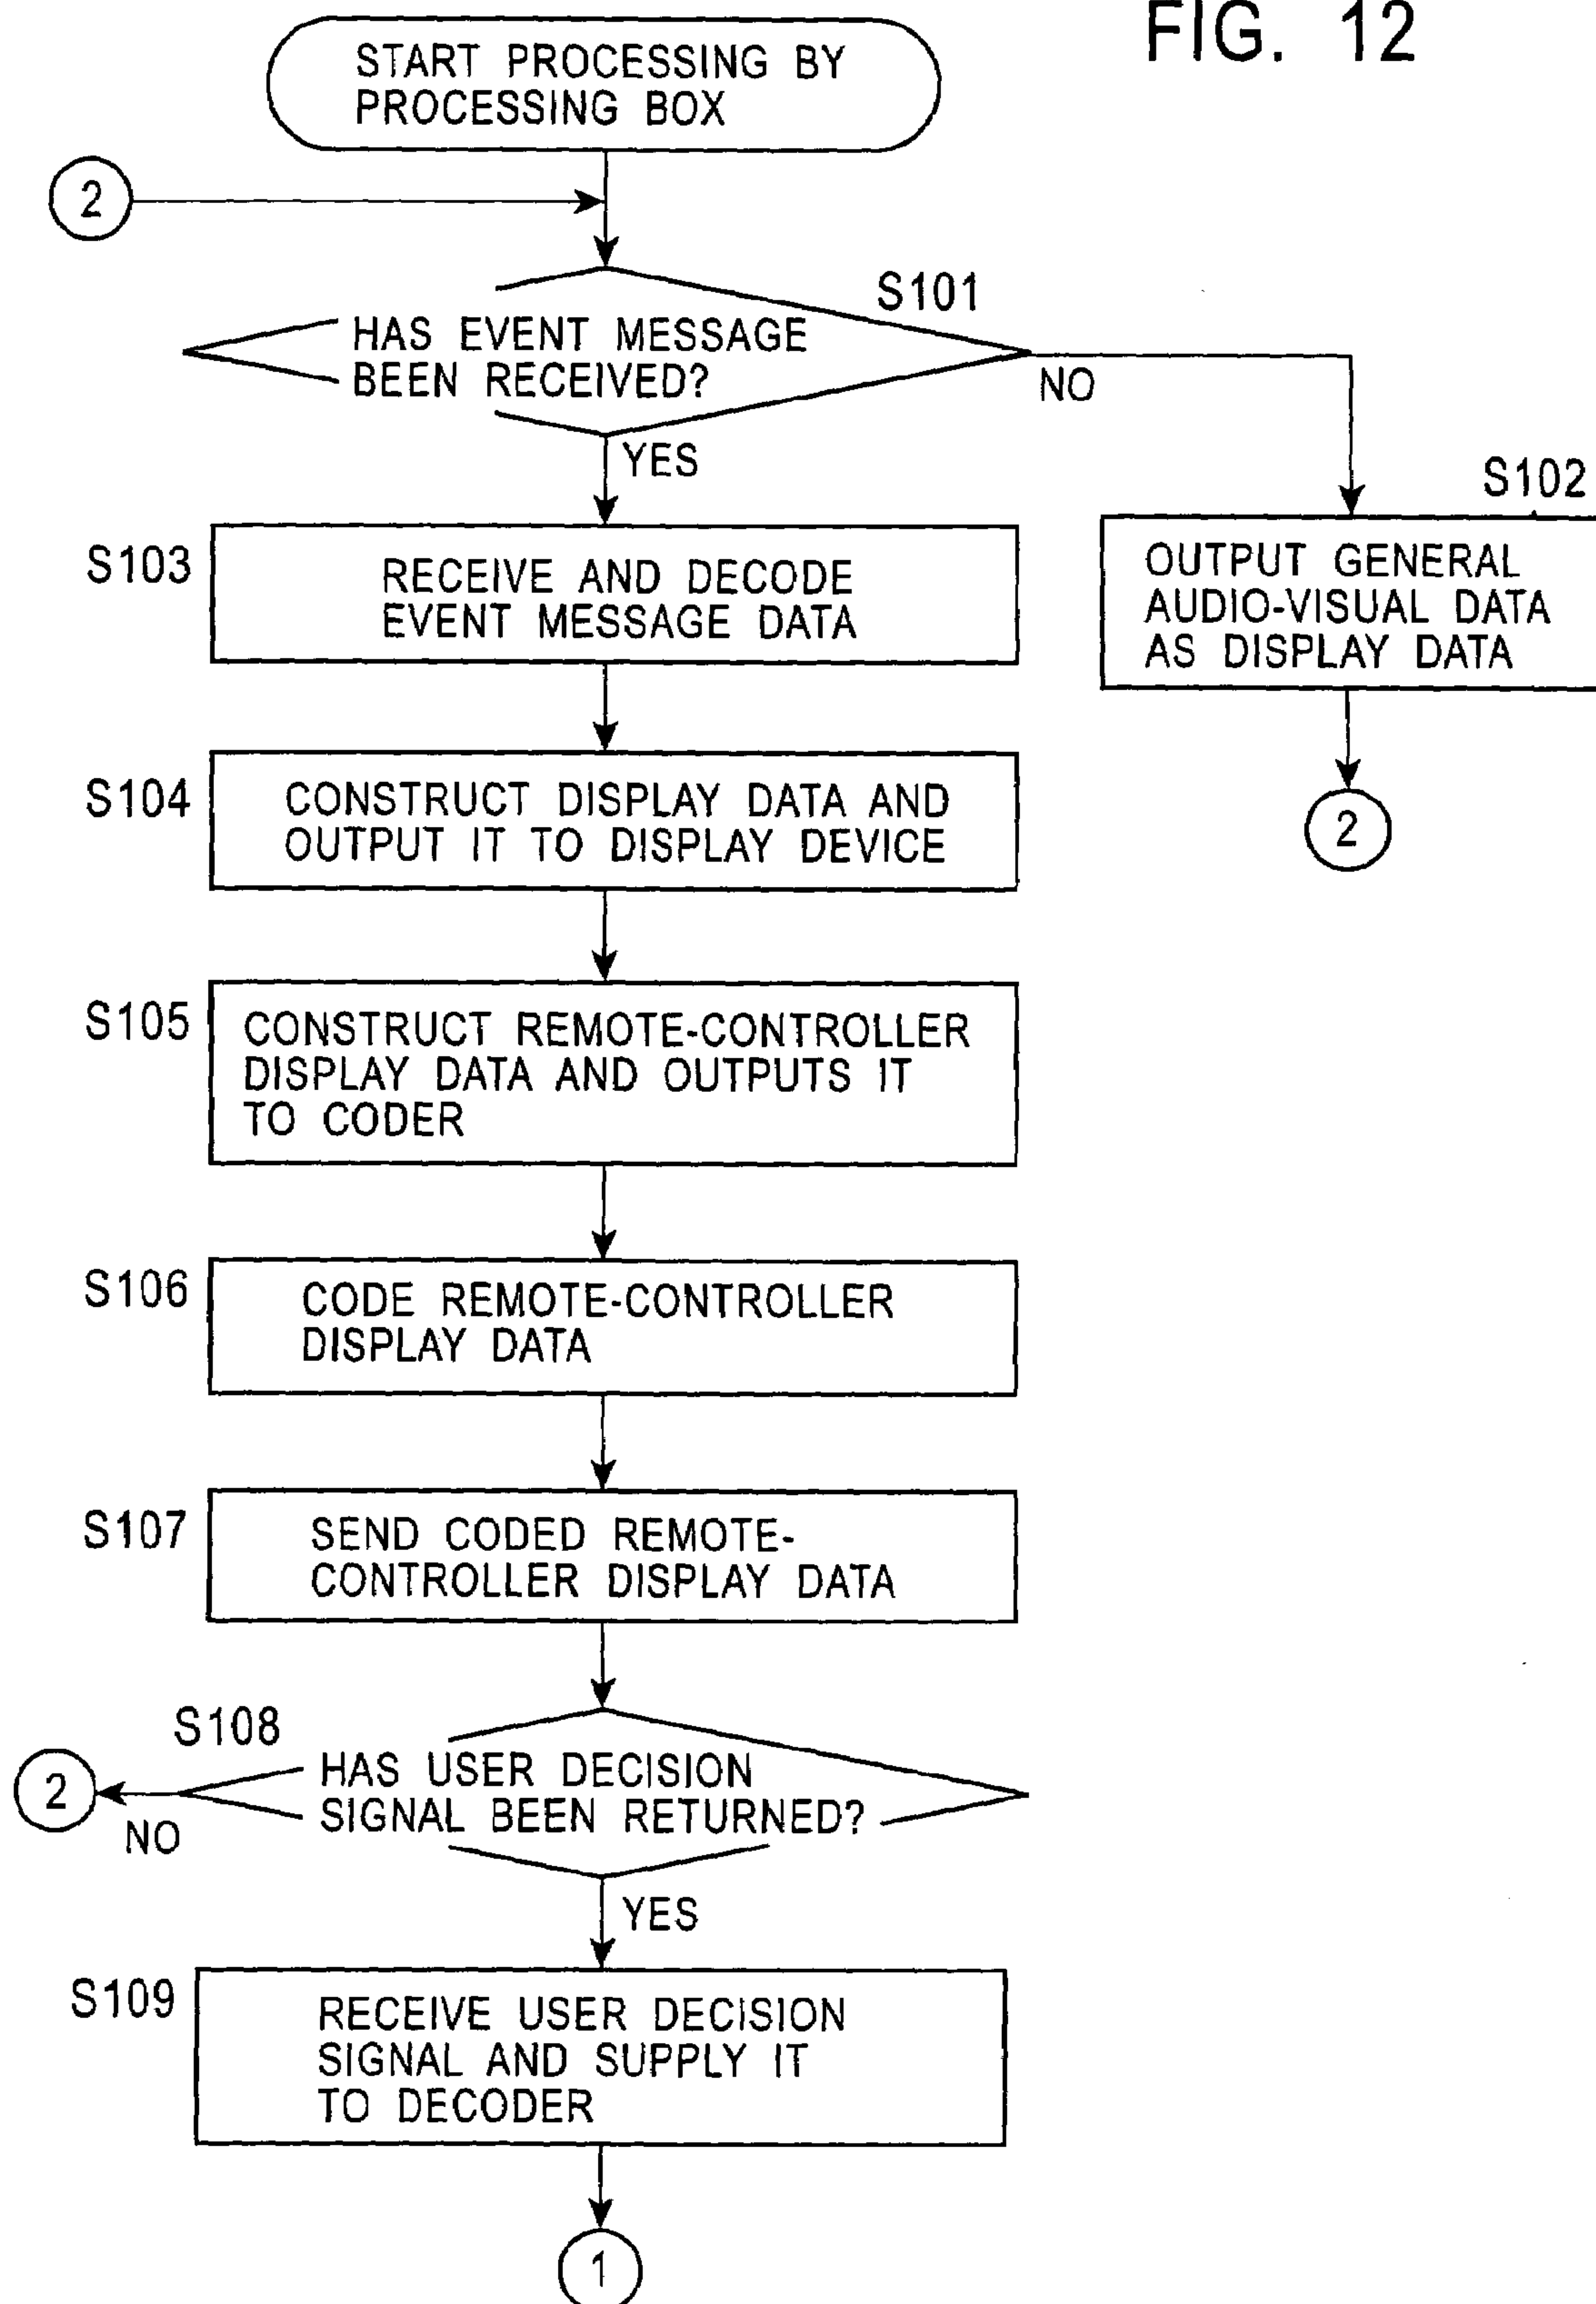 FIG. 12
START PROCESSING BY
PROCESSING BOX
2
S101
HAS EVENT MESSAGE
BEEN RECEIVED?
NO
YES
S102
OUTPUT GENERAL
AUDIO-VISUAL DATA
AS DISPLAY DATA
2
S103
RECEIVE AND DECODE
EVENT MESSAGE DATA
S104
CONSTRUCT DISPLAY DATA AND
OUTPUT IT TO DISPLAY DEVICE
S105
CONSTRUCT REMOTE-CONTROLLER
DISPLAY DATA AND OUTPUTS IT
TO CODER
S106
CODE REMOTE-CONTROLLER
DISPLAY DATA
S107
SEND CODED REMOTE-
CONTROLLER DISPLAY DATA
S108
HAS USER DECISION
SIGNAL BEEN RETURNED?
2
NO
YES
S109
RECEIVE USER DECISION
SIGNAL AND SUPPLY IT
TO DECODER
1